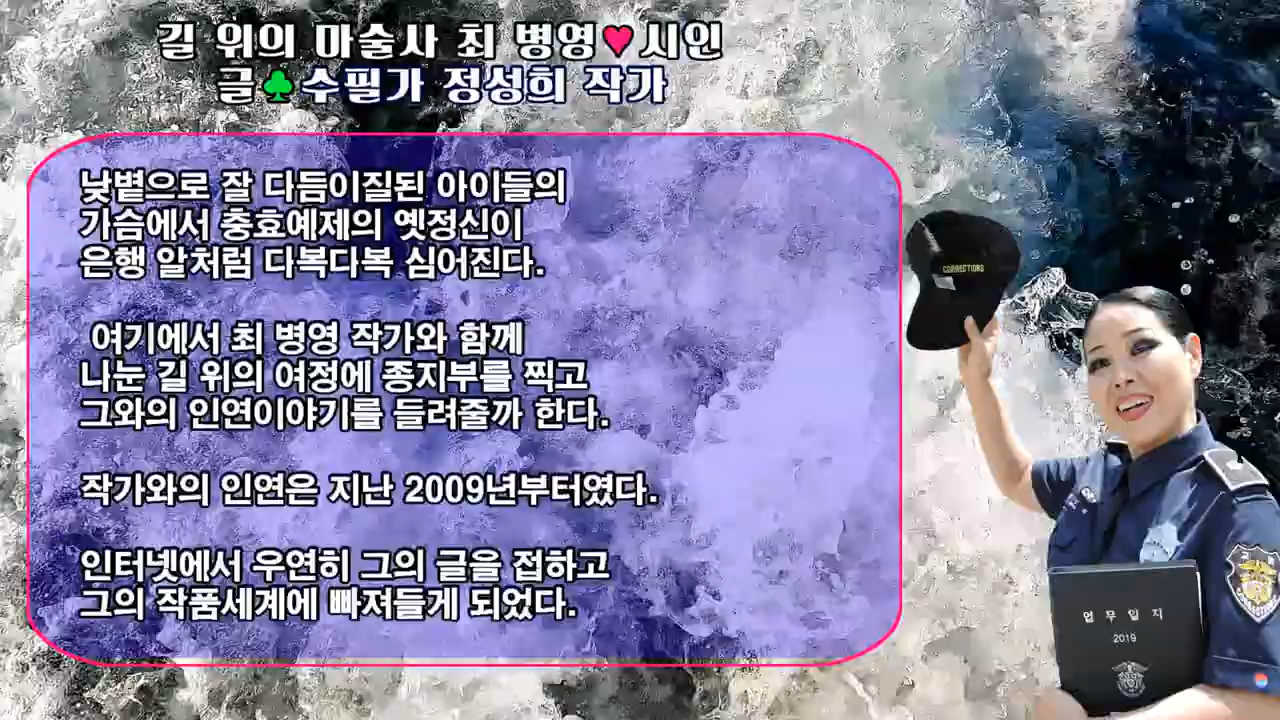 길 위의 마술사 최 병영♥시인
글♣수필가 정성희 작가
낮볕으로 잘 다듬이질된 아이들의
가슴에서 충효예제의 옛정신이
은행 알처럼 다복다복 심어진다.
여기에서 최 병영 작가와 함께
나눈 길 위의 여정에 종지부를 찍고
그와의 인연이야기를 들려줄까 한다.
작가와의 인연은 지난 2009년부터였다.
인터넷에서 우연히 그의 글을 접하고
그의 작품세계에 빠져들게 되었다.
CORRECTIONS
업무일지
2019